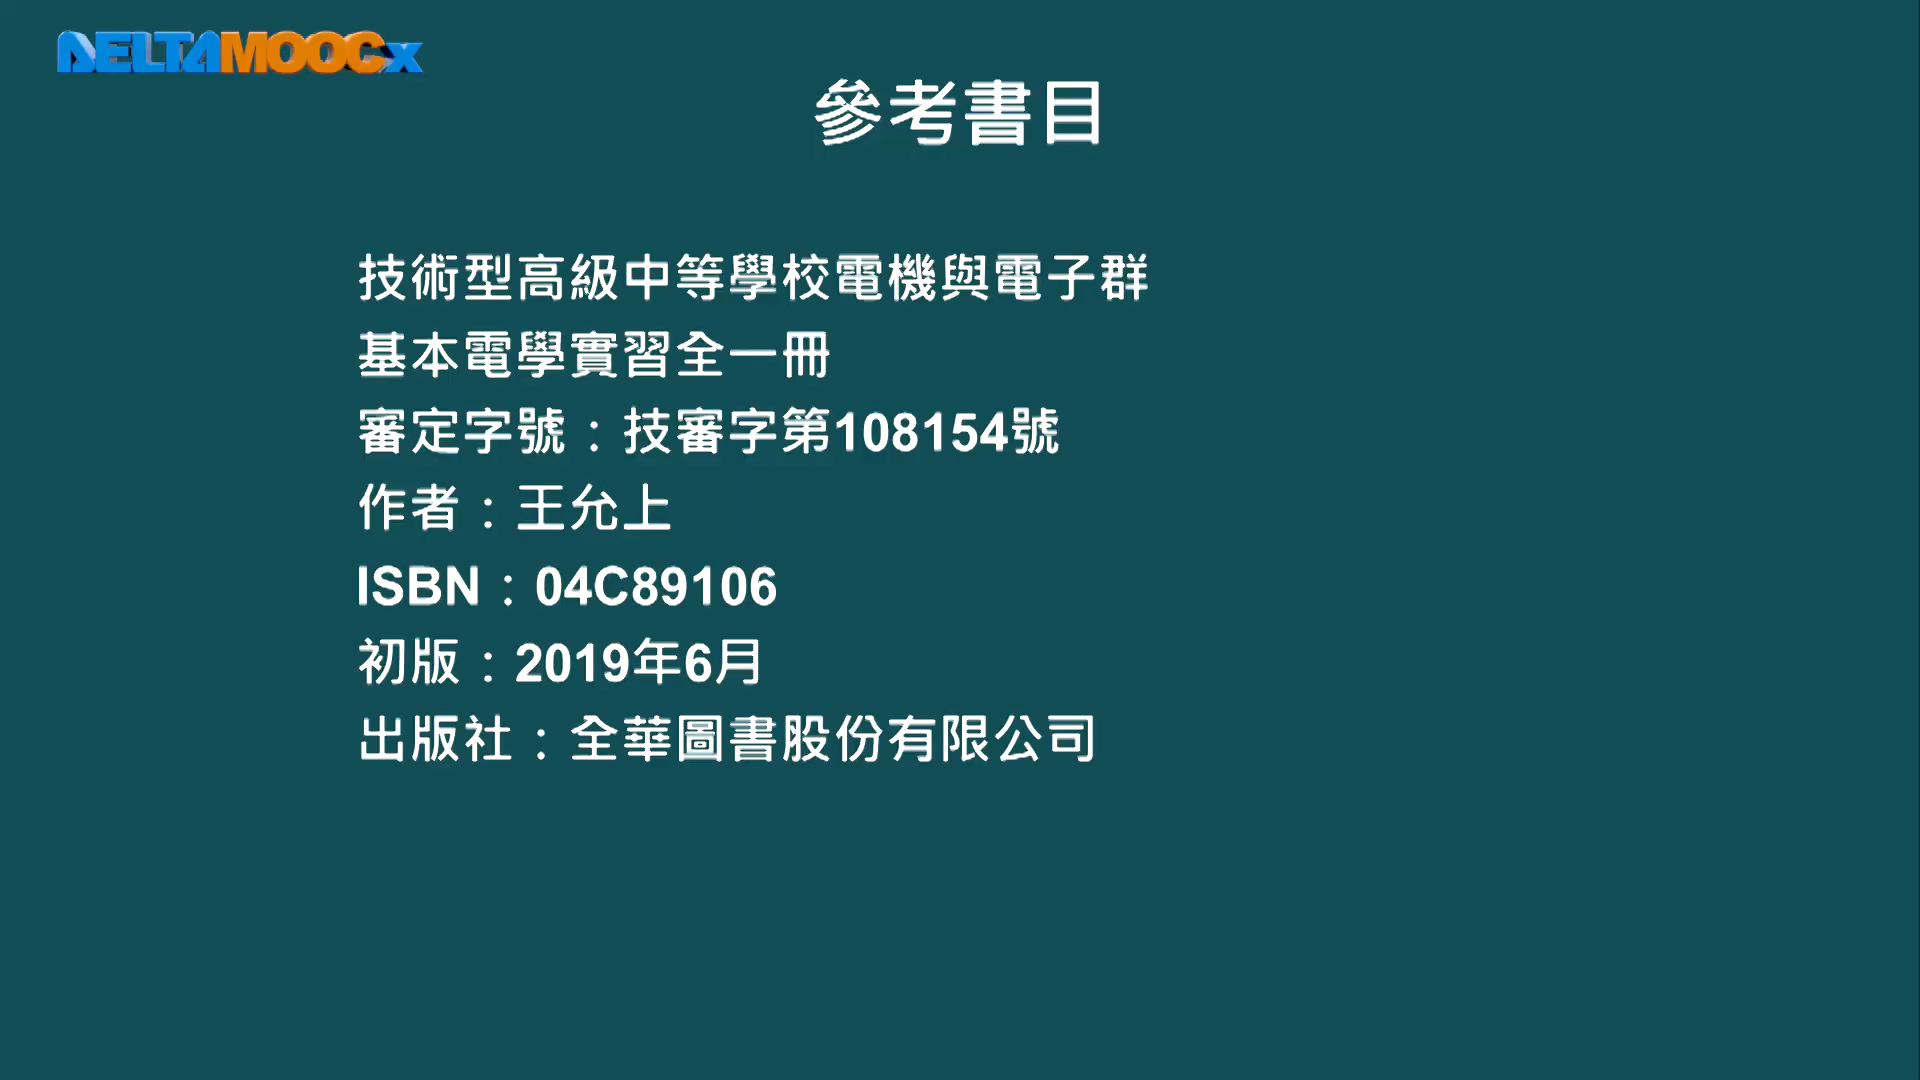 DELTAMOOCx
參考書目
技術型高級中等學校電機與電子群
基本電學實習全一冊
審定字號：技審字第108154號
作者：王允上
ISBN：04C89106
初版：2019年6月
出版社：全華圖書股份有限公司